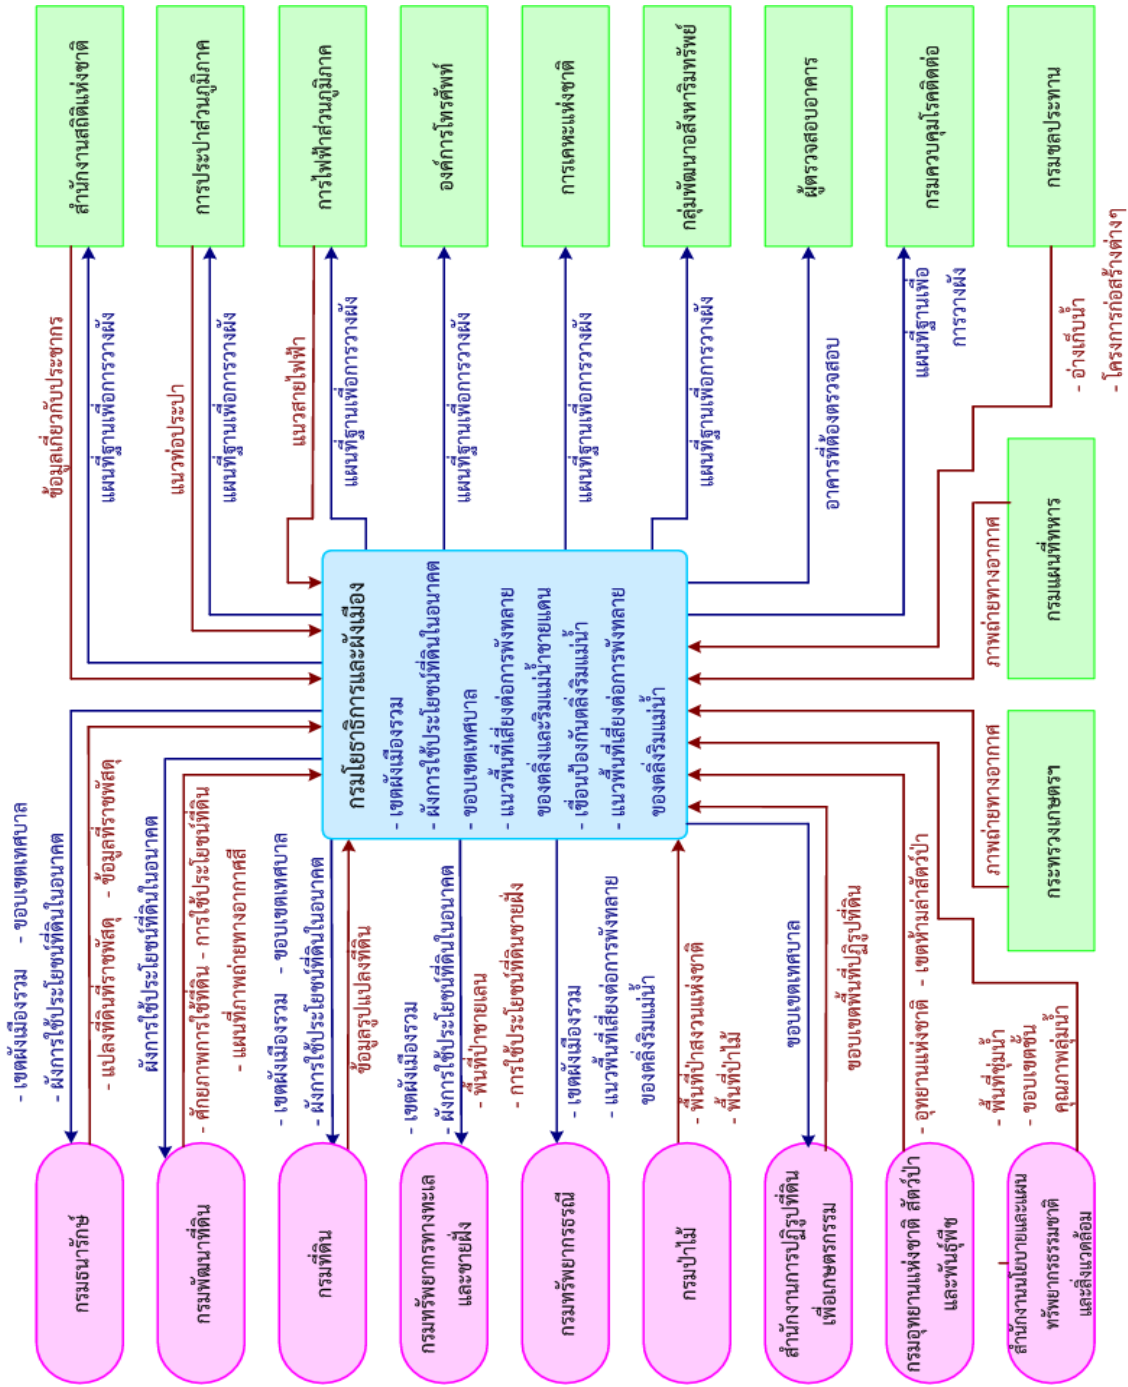 สำนักงานสถิติแห่งชาติ
การประปาส่วนภูมิภาค
การไฟฟ้าส่วนภูมิภาค
องค์การโทรศัพท์
การเคหะแห่งชาติ
กลุ่มพัฒนาอสังหาริมทรัพย์
ผู้ตรวจสอบอาคาร
กรมควบคุมโรคติดต่อ
กรมชลประทาน
ข้อมูลเกี่ยวกับประชากร
แผนที่ฐานเพื่อการวางผัง
แนวท่อประปา
แผนที่ฐานเพื่อการวางผัง
แนวสายไฟฟ้า
แผนที่ฐานเพื่อการวางผัง
แผนที่ฐานเพื่อการวางผัง
แผนที่ฐานเพื่อการวางผัง
แผนที่ฐานเพื่อการวางผัง
อาคารที่ต้องตรวจสอบ
แผนที่ฐานเพื่อ
การวางผัง
- อ่างเก็บน้ำ
- โครงการก่อสร้างต่างๆ
กรมโยธาธิการและผังเมือง
- เขตผังเมืองรวม
- ผังการใช้ประโยชน์ที่ดินในอนาคต
- ขอบเขตเทศบาล
- แนวพื้นที่เสี่ยงต่อการพังทลาย
ของตลิ่งและริมแม่น้ำชายแดน
- เขื่อนป้องกันตลิ่งริมแม่น้ำ
- แนวพื้นที่เสี่ยงต่อการพังทลาย
ของตลิ่งริมแม่น้ำ
ภาพถ่ายทางอากาศ
กรมแผนที่ทหาร
ภาพถ่ายทางอากาศ
กระทรวงเกษตรฯ
- เขตผังเมืองรวม - ขอบเขตเทศบาล
- ผังการใช้ประโยชน์ที่ดินในอนาคต
- แปลงที่ดินที่ราชพัสดุ - ข้อมูลที่ราชพัสดุ
ผังการใช้ประโยชน์ที่ดินในอนาคต
- ศักยภาพการใช้ที่ดิน - การใช้ประโยชน์ที่ดิน
- แผนที่ภาพถ่ายทางอากาศสี
- เขตผังเมืองรวม - ขอบเขตเทศบาล
- ผังการใช้ประโยชน์ที่ดินในอนาคต
ข้อมูลรูปแปลงที่ดิน
- เขตผังเมืองรวม
- ผังการใช้ประโยชน์ที่ดินในอนาคต
- พื้นที่ป่าชายเลน
- การใช้ประโยชน์ที่ดินชายฝั่ง
- เขตผังเมืองรวม
- แนวพื้นที่เสี่ยงต่อการพังทลาย
ของตลิ่งริมแม่น้ำ
- พื้นที่ป่าสงวนแห่งชาติ
- พื้นที่ป่าไม้
ขอบเขตเทศบาล
ขอบเขตพื้นที่ปฏิรูปที่ดิน
- อุทยานแห่งชาติ - เขตห้ามล่าสัตว์ป่า
- พื้นที่ชุ่มน้ำ
- ขอบเขตชั้น
คุณภาพลุ่มน้ำ
กรมธนารักษ์
กรมพัฒนาที่ดิน
กรมที่ดิน
กรมทรัพยากรทางทะเล
และชายฝั่ง
กรมทรัพยากรธรณี
กรมป่าไม้
สำนักงานการปฏิรูปที่ดิน
เพื่อเกษตรกรรม
กรมอุทยานแห่งชาติ สัตว์ป่า
และพันธุ์พืช
สำนักงานนโยบายและแผน
ทรัพยากรธรรมชาติ
และสิ่งแวดล้อม